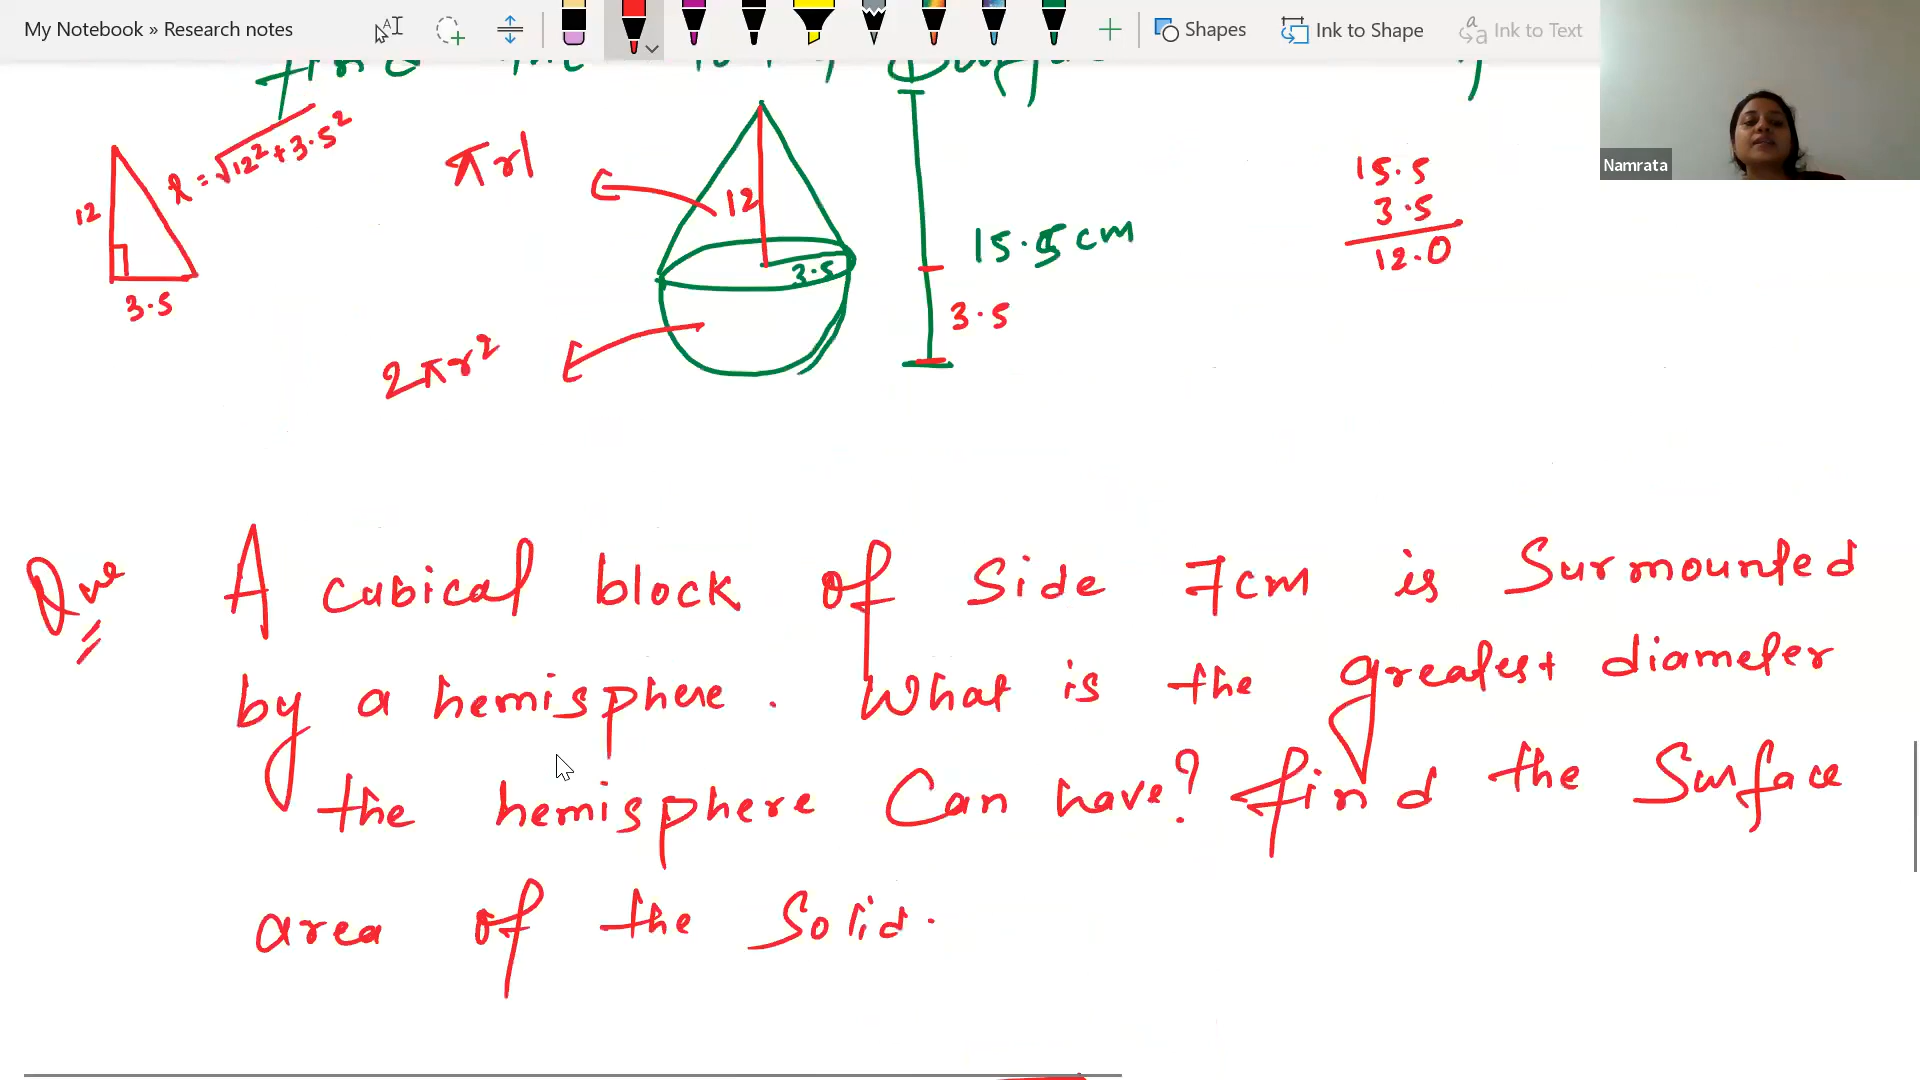 My Notebook » Research notes
Shapes
Ink to Shape
Ink to Text
Namrata
find the
l = √12² + 3.5²
12
3.5
πrl
12
3.5
2πr²
15.5 cm
3.5
15.5
3.5
12.0
Que A cubical block of Side 7cm is Surmounted
by a hemisphere. What is the greatest diameter
the hemisphere Can have? find the Surface
area of the Solid.